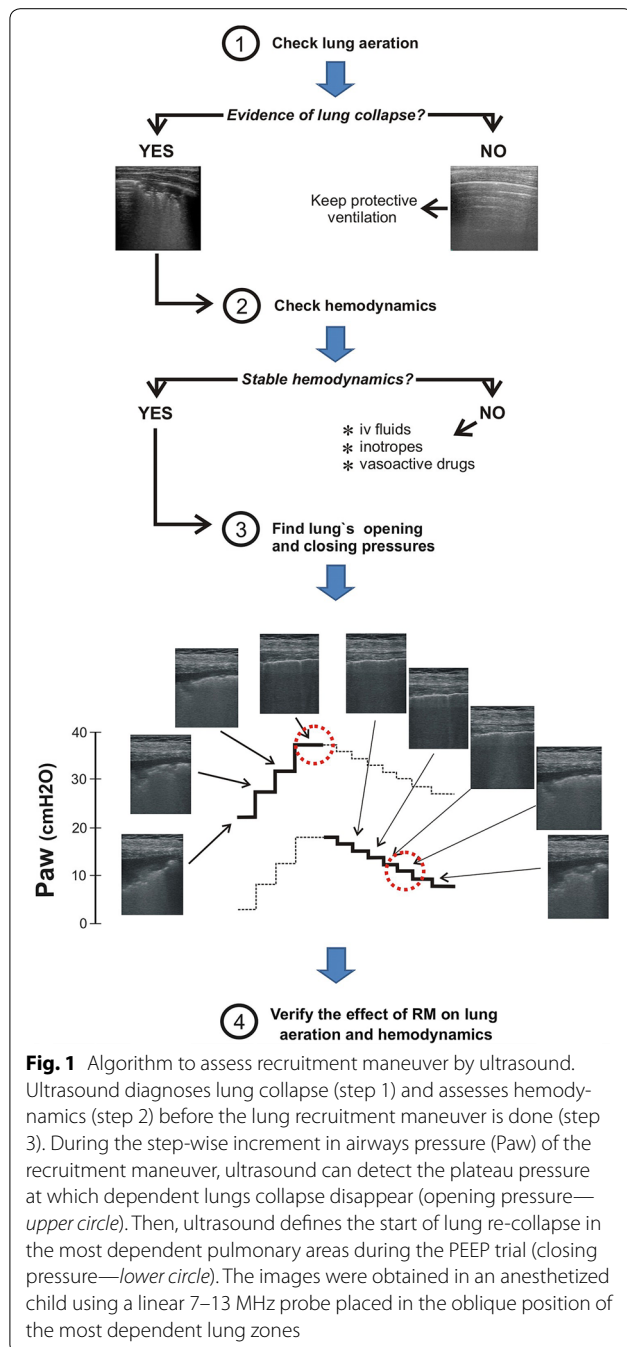 1 Check lung aeration
Evidence of lung collapse?
YES
NO
Keep protective
ventilation
2 Check hemodynamics
Stable hemodynamics?
YES
NO
* iv fluids
* inotropes
* vasoactive drugs
3 Find lung`s opening
and closing pressures
Paw (cmH2O)
40
30
20
10
0
4 Verify the effect of RM on lung
aeration and hemodynamics
Fig. 1 Algorithm to assess recruitment maneuver by ultrasound.
Ultrasound diagnoses lung collapse (step 1) and assesses hemody-
namics (step 2) before the lung recruitment maneuver is done (step
3). During the step-wise increment in airways pressure (Paw) of the
recruitment maneuver, ultrasound can detect the plateau pressure
at which dependent lungs collapse disappear (opening pressure—
upper circle). Then, ultrasound defines the start of lung re-collapse in
the most dependent pulmonary areas during the PEEP trial (closing
pressure—lower circle). The images were obtained in an anesthetized
child using a linear 7–13 MHz probe placed in the oblique position of
the most dependent lung zones